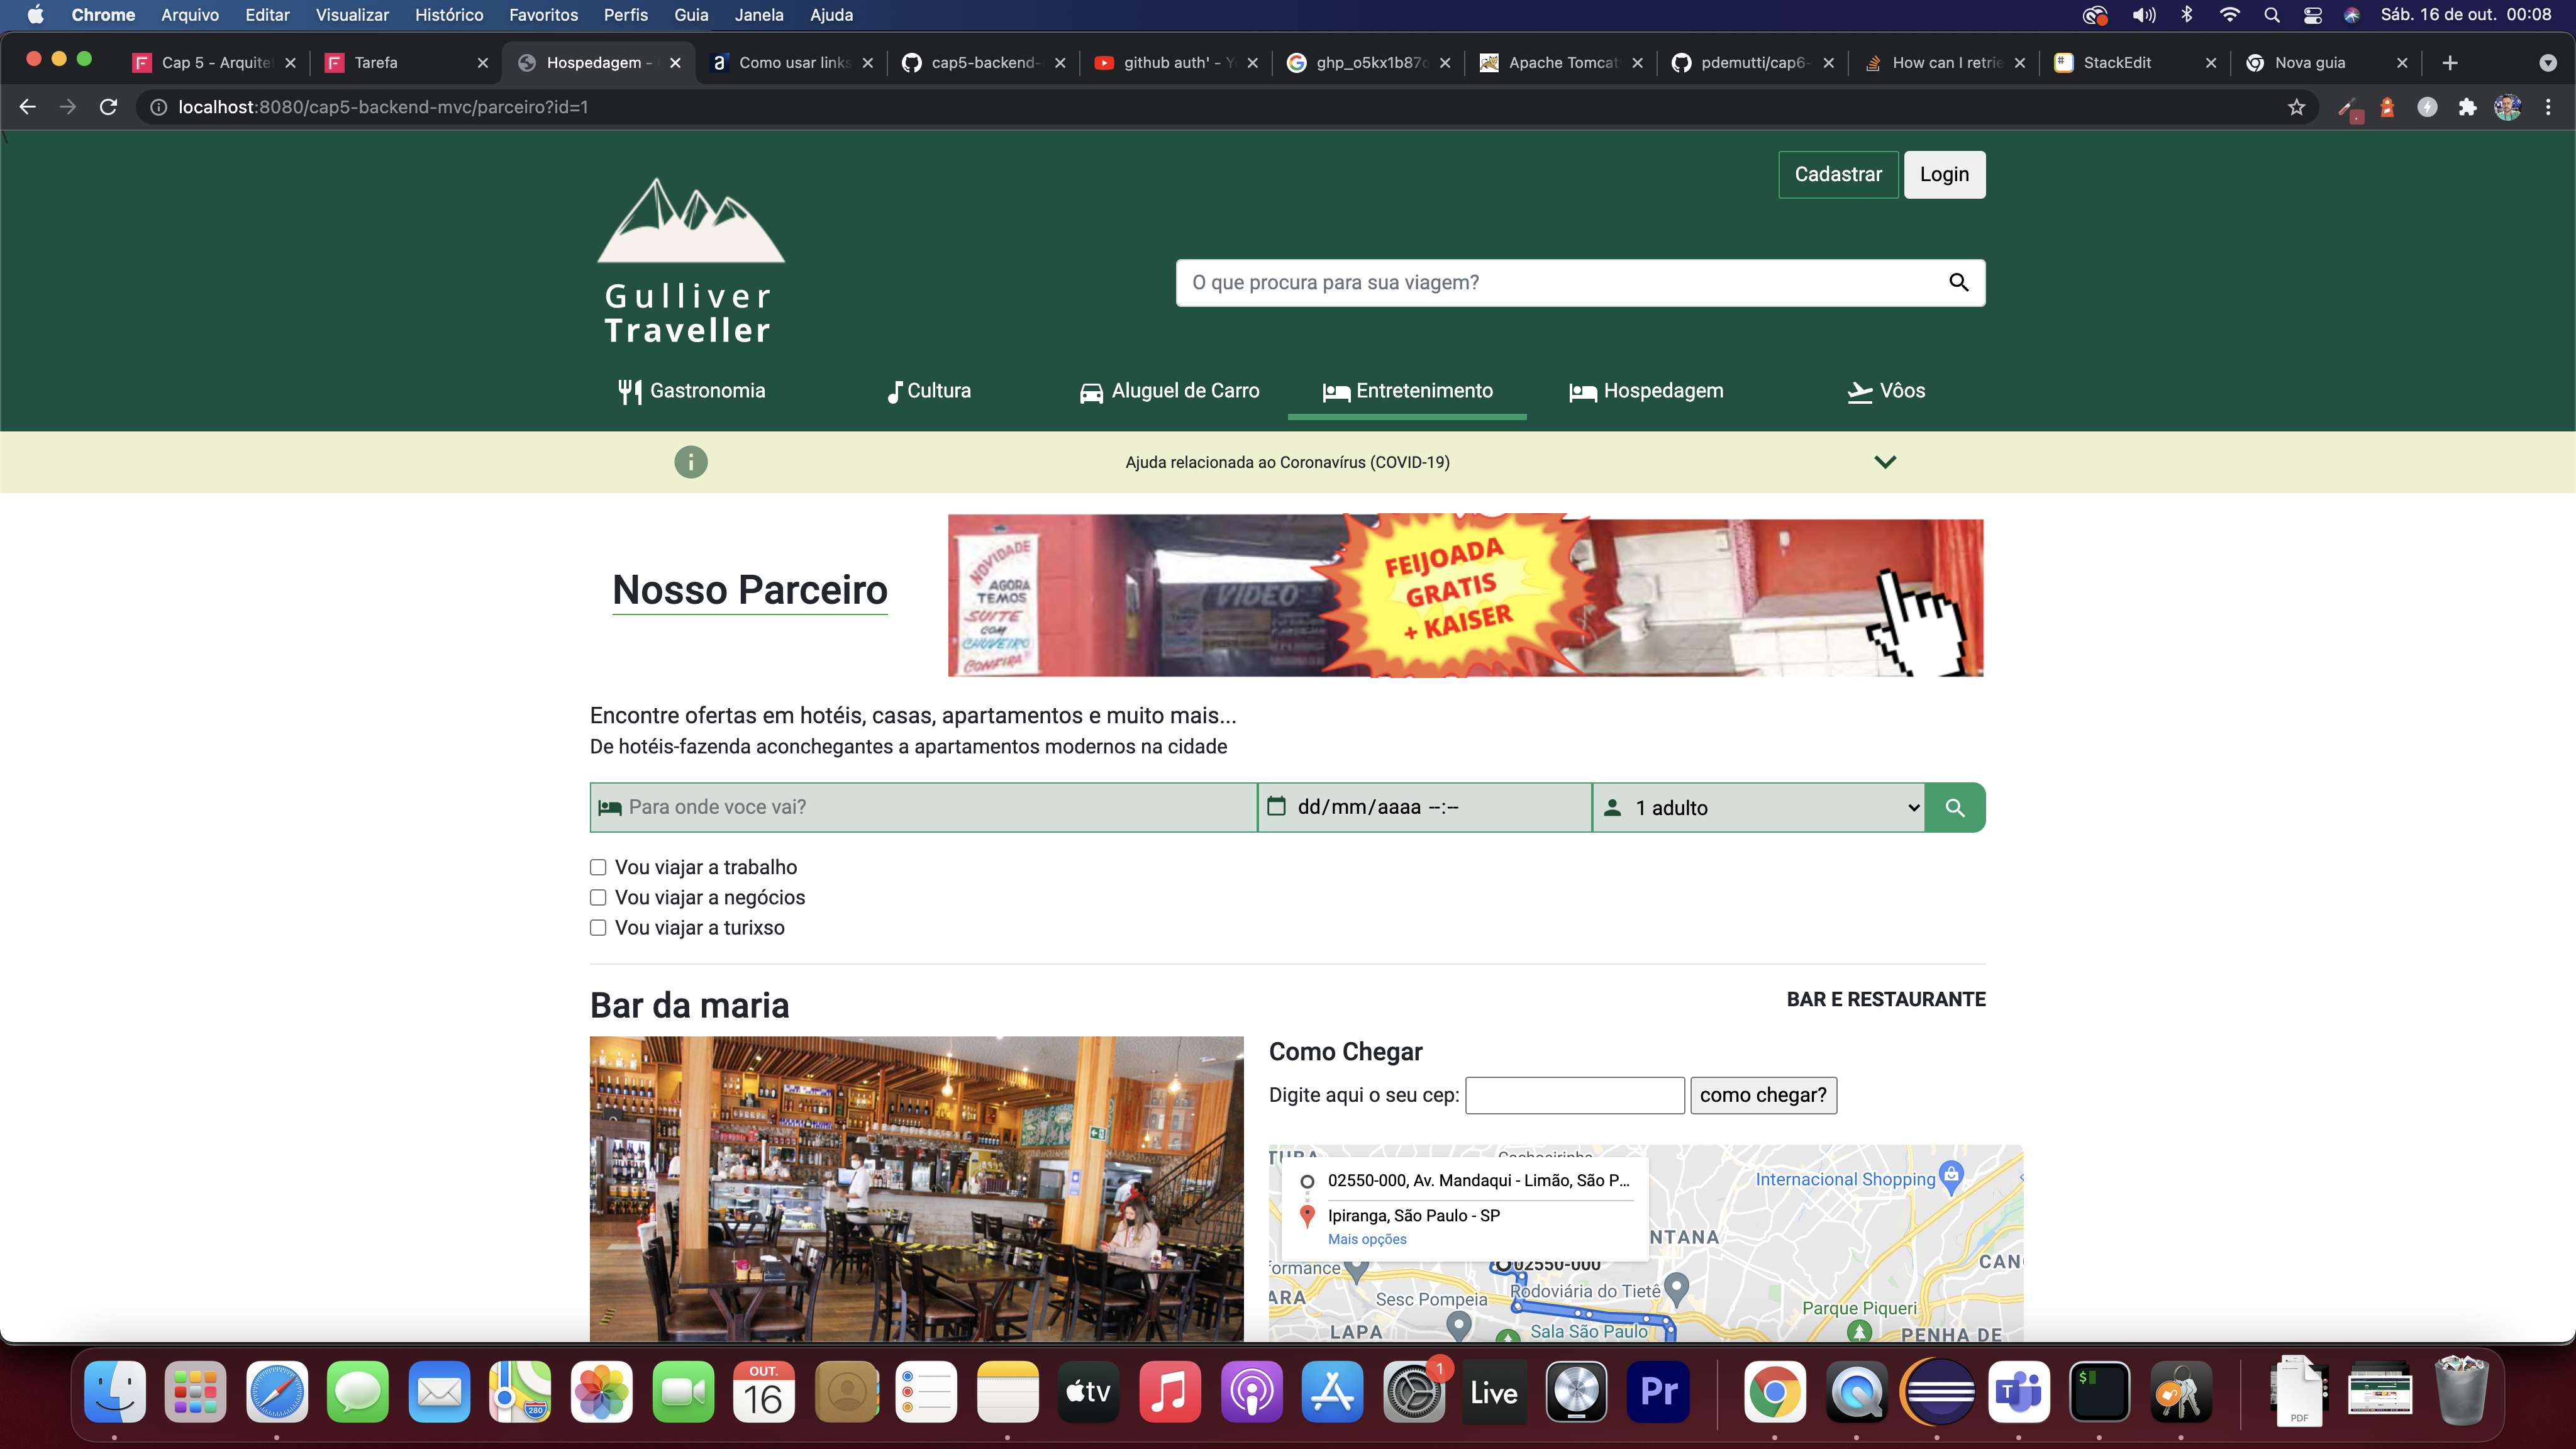 Chrome Arquivo Editar Visualizar Histórico Favoritos Perfis Guia Janela Ajuda Sáb. 16 de out. 00:08
Cap 5 - Arquite Tarefa Hospedagem - Como usar links cap5-backend- github auth' - Y ghp_o5kx1b87 Apache Tomcat pdemutti/cap6- How can I retrie StackEdit Nova guia
localhost:8080/cap5-backend-mvc/parceiro?id=1
\
Cadastrar Login
Gulliver
Traveller
O que procura para sua viagem?
Gastronomia Cultura Aluguel de Carro Entretenimento Hospedagem Vôos
Ajuda relacionada ao Coronavírus (COVID-19)
Nosso Parceiro
NOVIDADE
AGORA
TEMOS
SUITE
COM
CHUVEIRO
CONFIRA
VIDEO
FEIJOADA
GRATIS
+ KAISER
Encontre ofertas em hotéis, casas, apartamentos e muito mais...
De hotéis-fazenda aconchegantes a apartamentos modernos na cidade
Para onde voce vai? dd/mm/aaaa --:-- 1 adulto
Vou viajar a trabalho
Vou viajar a negócios
Vou viajar a turixso
Bar da maria BAR E RESTAURANTE
Como Chegar
Digite aqui o seu cep: como chegar?
02550-000, Av. Mandaqui - Limão, São P...
Ipiranga, São Paulo - SP
Mais opções
Internacional Shopping
NTANA
CAN
02550-000
formance
Rodoviária do Tietê
ARA
Sesc Pompeia
Parque Piqueri
LAPA
Sala São Paulo
PENHA DE
OUT.
16
280
tv
1
Live
Pr
T
$
PDF